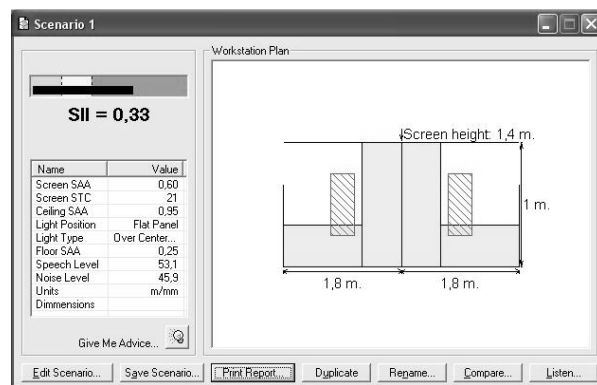 Scenario 1
Workstation Plan
SII = 0,33
Name Value
Screen SAA 0,60
Screen STC 21
Ceiling SAA 0,95
Light Position Flat Panel
Light Type Over Center...
Floor SAA 0,25
Speech Level 53,1
Noise Level 45,9
Units m/mm
Dimmensions
Give Me Advice...
Screen height: 1,4 m.
1 m.
1,8 m. 1,8 m.
Edit Scenario... Save Scenario... Print Report... Duplicate Rename... Compare... Listen...